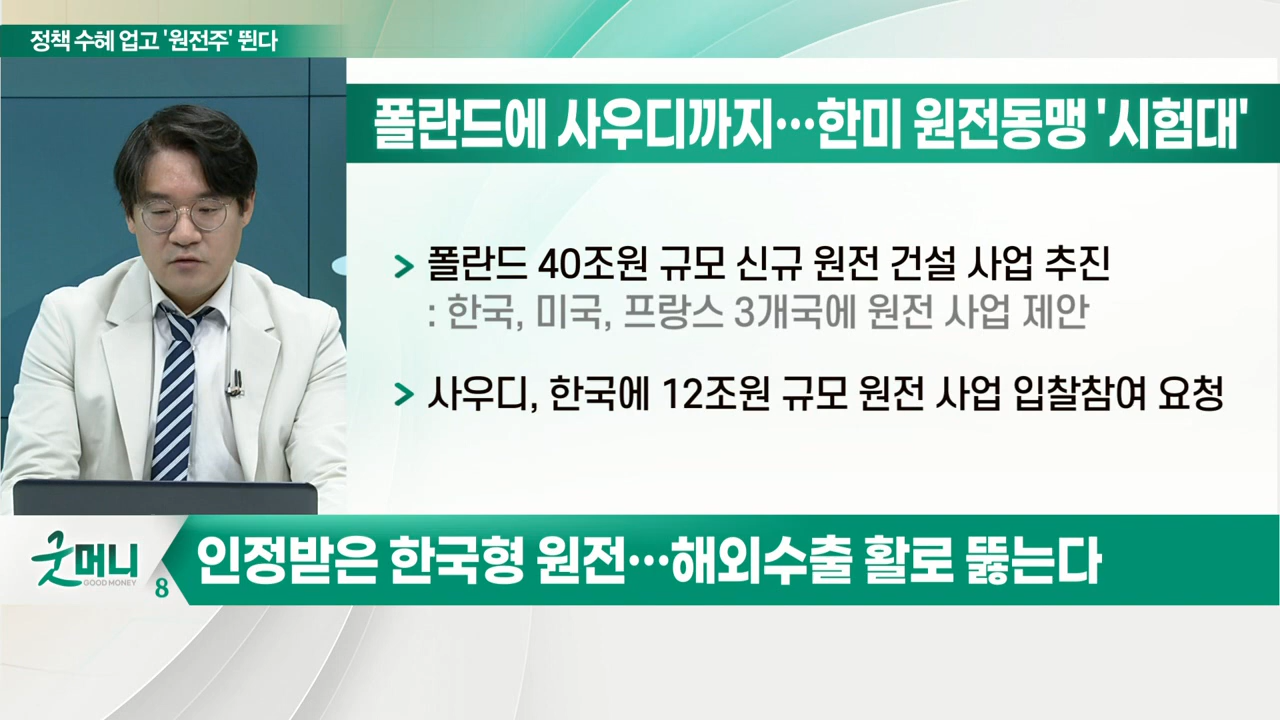 정책 수혜 업고 '원전주' 뛴다
폴란드에 사우디까지…한미 원전동맹 '시험대'
> 폴란드 40조원 규모 신규 원전 건설 사업 추진
: 한국, 미국, 프랑스 3개국에 원전 사업 제안
> 사우디, 한국에 12조원 규모 원전 사업 입찰참여 요청
굿머니
GOOD MONEY
8
인정받은 한국형 원전…해외수출 활로 뚫는다